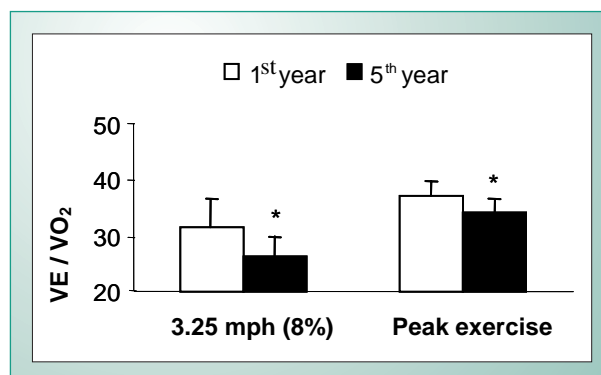 1st year 5th year
50
40
30
20
VE / VO2
* *
3.25 mph (8%) Peak exercise